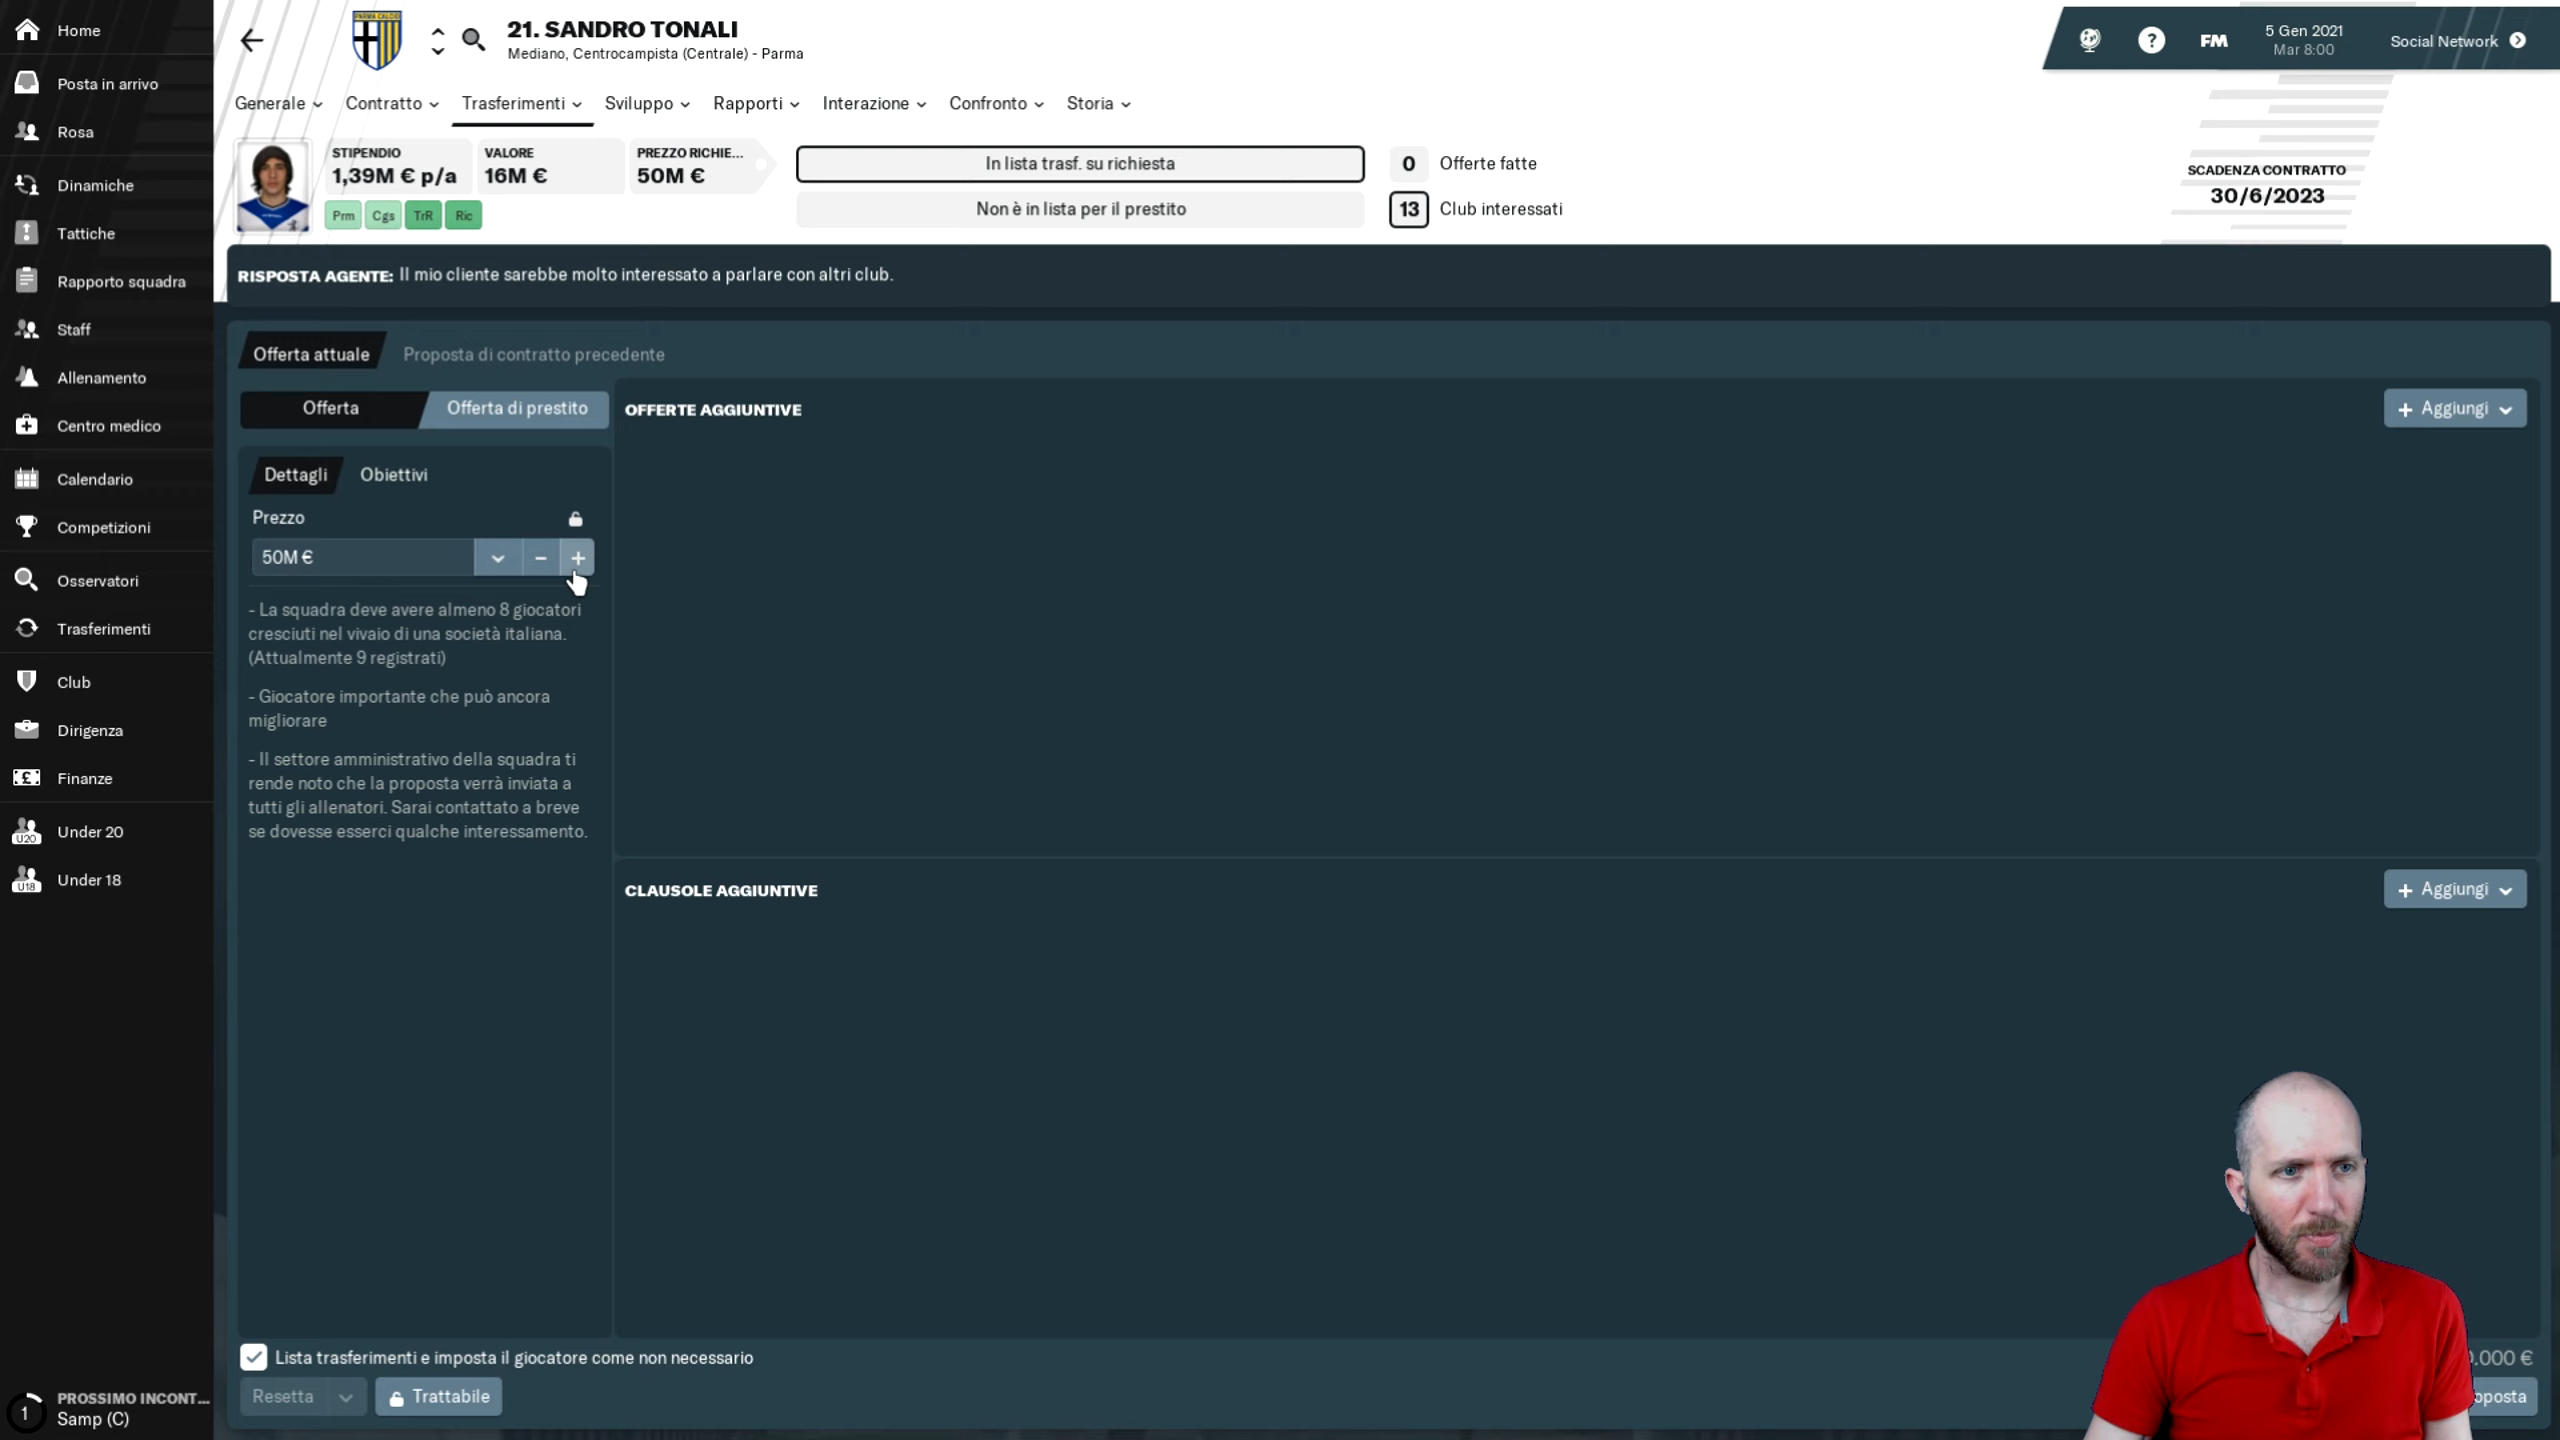 Home
Posta in arrivo
Rosa
Dinamiche
Tattiche
Rapporto squadra
Staff
Allenamento
Centro medico
Calendario
Competizioni
Osservatori
Trasferimenti
Club
Dirigenza
Finanze
U20 Under 20
U18 Under 18
1 PROSSIMO INCONT...
Samp (C)
PARMA CALCIO
21. SANDRO TONALI
Mediano, Centrocampista (Centrale) - Parma
FM
5 Gen 2021
Mar 8:00
Social Network
Generale Contratto Trasferimenti Sviluppo Rapporti Interazione Confronto Storia
STIPENDIO
1,39M € p/a
VALORE
16M €
PREZZO RICHIE...
50M €
Prm Cgs TrR Ric
In lista trasf. su richiesta
Non è in lista per il prestito
0 Offerte fatte
13 Club interessati
SCADENZA CONTRATTO
30/6/2023
RISPOSTA AGENTE: Il mio cliente sarebbe molto interessato a parlare con altri club.
Offerta attuale Proposta di contratto precedente
Offerta Offerta di prestito
Dettagli Obiettivi
Prezzo
50M €
- La squadra deve avere almeno 8 giocatori
cresciuti nel vivaio di una società italiana.
(Attualmente 9 registrati)
- Giocatore importante che può ancora
migliorare
- Il settore amministrativo della squadra ti
rende noto che la proposta verrà inviata a
tutti gli allenatori. Sarai contattato a breve
se dovesse esserci qualche interessamento.
OFFERTE AGGIUNTIVE
+ Aggiungi
CLAUSOLE AGGIUNTIVE
+ Aggiungi
Lista trasferimenti e imposta il giocatore come non necessario
Resetta Trattabile
.000 €
posta